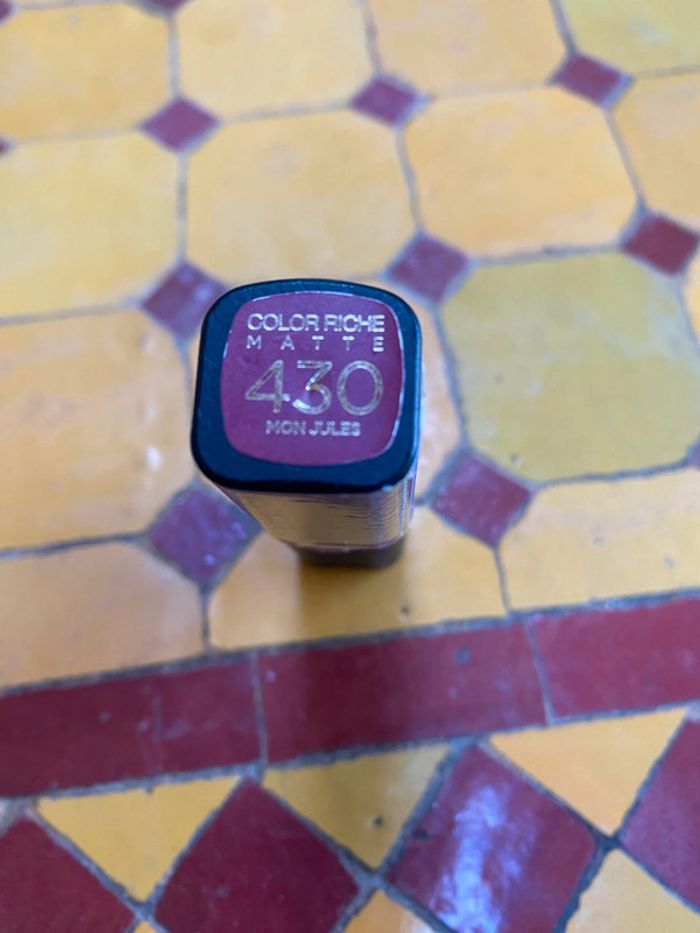 COLOR RICHE
MATTE
430
MON JULES